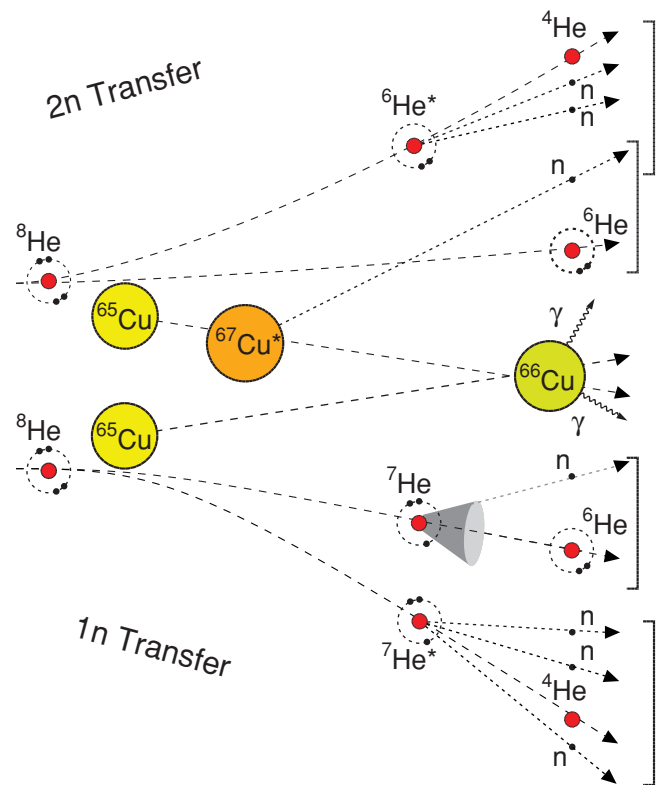 2n Transfer
⁴He
n
n
⁶He*
n
⁶He
⁸He
⁶⁵Cu
⁶⁷Cu*
γ
⁶⁶Cu
γ
⁸He
⁶⁵Cu
⁷He
n
⁶He
1n Transfer
⁷He*
n
n
⁴He
n